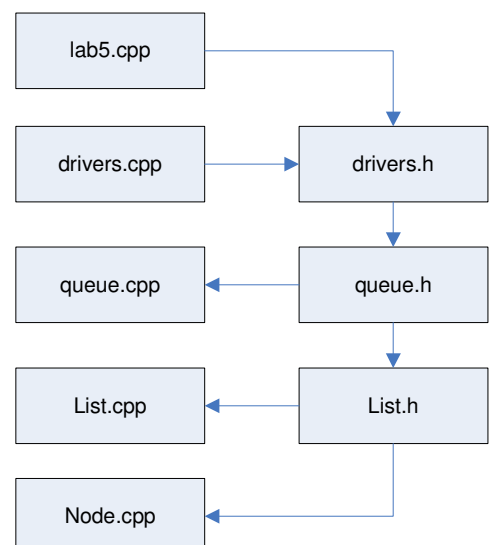 lab5.cpp
drivers.cpp
drivers.h
queue.cpp
queue.h
List.cpp
List.h
Node.cpp